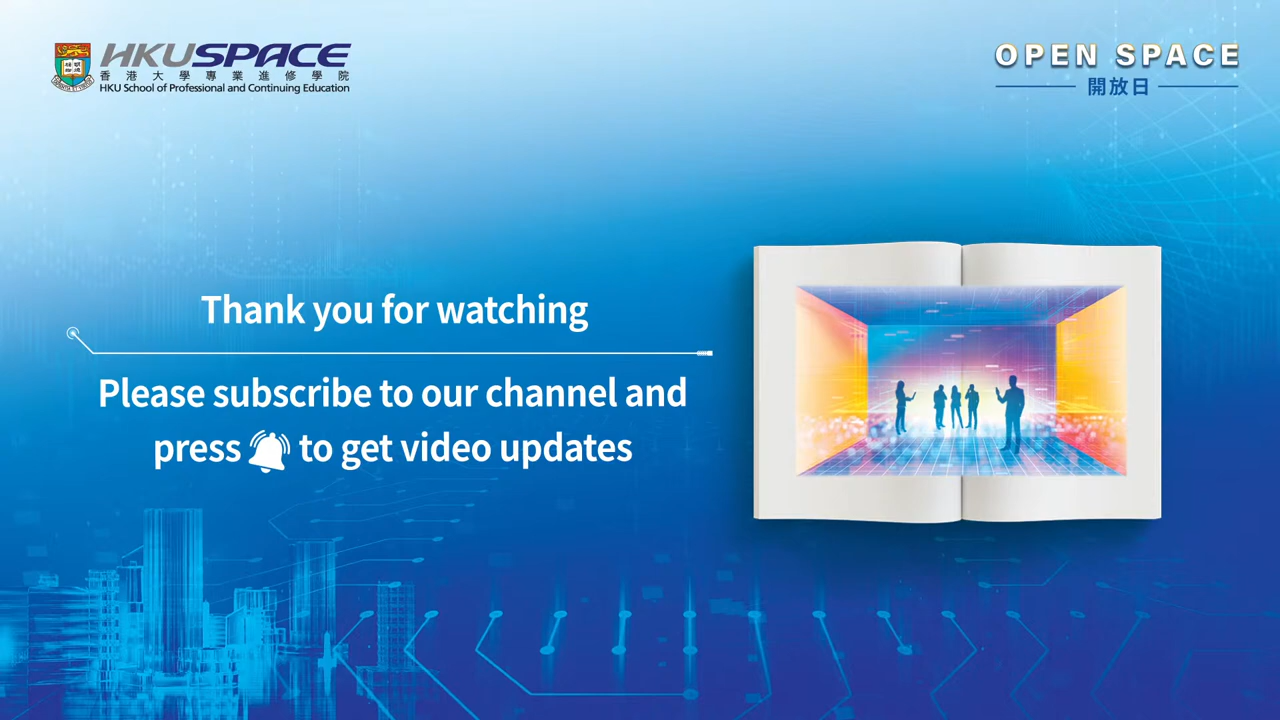 HKUSPACE
香港大學專業進修學院
HKU School of Professional and Continuing Education
OPEN SPACE
開放日
Thank you for watching
Please subscribe to our channel and
press to get video updates